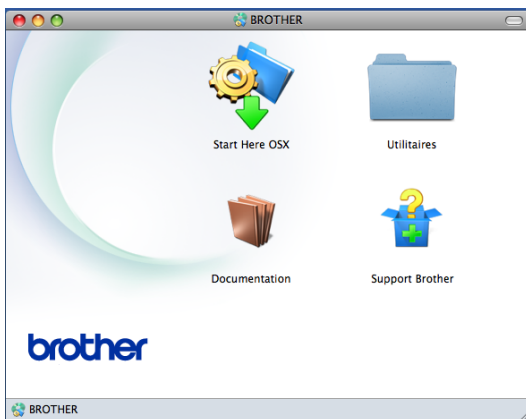 BROTHER
Start Here OSX
Utilitaires
Documentation
Support Brother
brother
BROTHER